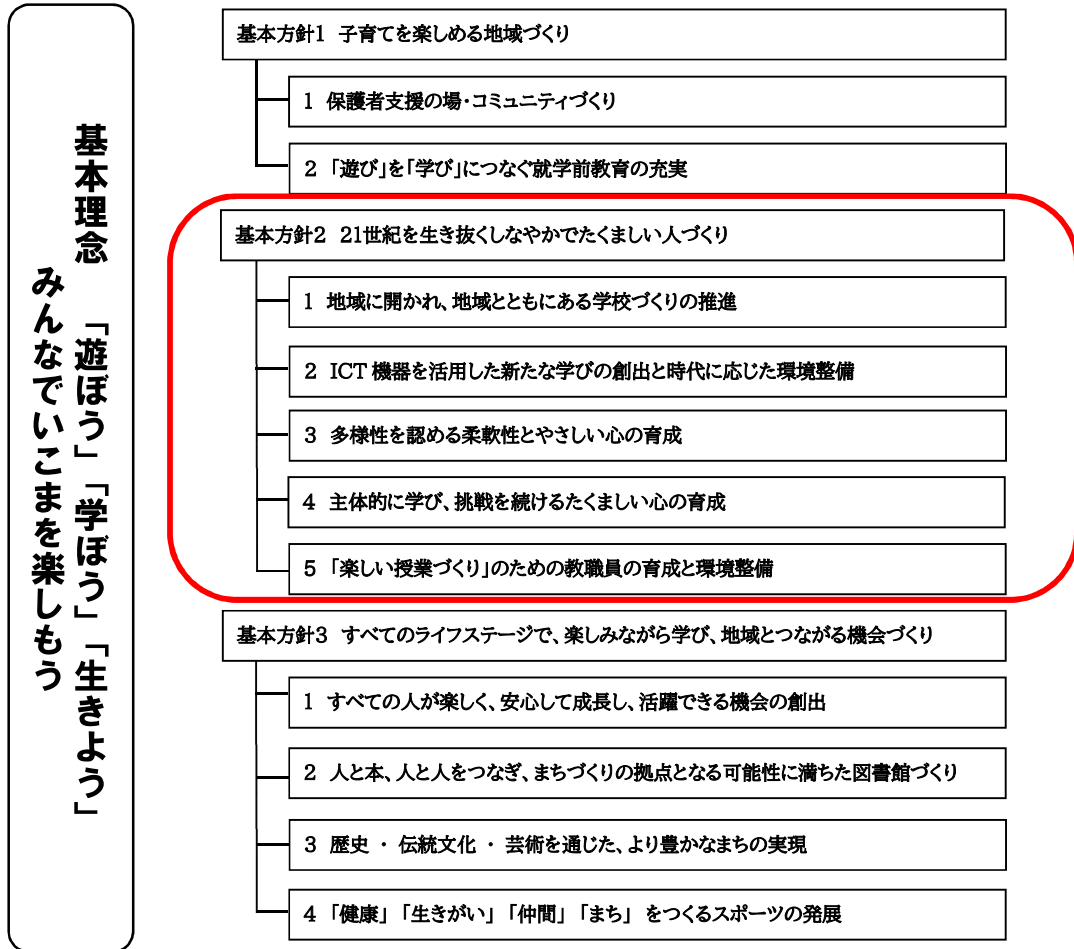 基本理念　「遊ぼう」「学ぼう」「生きよう」
みんなでいこまを楽しもう
基本方針1 子育てを楽しめる地域づくり
1 保護者支援の場・コミュニティづくり
2 「遊び」を「学び」につなぐ就学前教育の充実
基本方針2 21世紀を生き抜くしなやかでたくましい人づくり
1 地域に開かれ、地域とともにある学校づくりの推進
2 ICT 機器を活用した新たな学びの創出と時代に応じた環境整備
3 多様性を認める柔軟性とやさしい心の育成
4 主体的に学び、挑戦を続けるたくましい心の育成
5 「楽しい授業づくり」のための教職員の育成と環境整備
基本方針3 すべてのライフステージで、楽しみながら学び、地域とつながる機会づくり
1 すべての人が楽しく、安心して成長し、活躍できる機会の創出
2 人と本、人と人をつなぎ、まちづくりの拠点となる可能性に満ちた図書館づくり
3 歴史 ・ 伝統文化 ・ 芸術を通じた、より豊かなまちの実現
4 「健康」 「生きがい」 「仲間」 「まち」 をつくるスポーツの発展